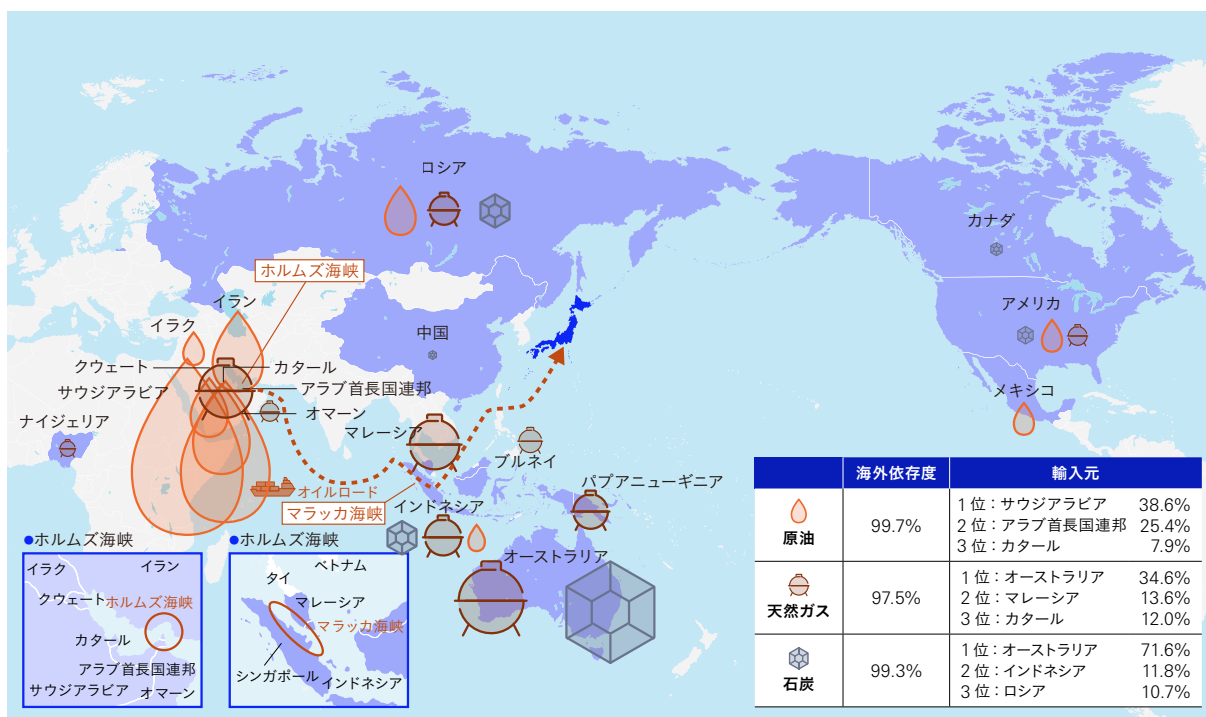 ロシア
カナダ
ホルムズ海峡
イラン
アメリカ
イラク
中国
クウェート
カタール
サウジアラビア
アラブ首長国連邦
メキシコ
オマーン
ナイジェリア
マレーシア
ブルネイ
パプアニューギニア
オイルロード
マラッカ海峡
インドネシア
オーストラリア
●ホルムズ海峡
イラク
イラン
クウェート
ホルムズ海峡
カタール
アラブ首長国連邦
サウジアラビア
オマーン
●ホルムズ海峡
ベトナム
タイ
マレーシア
マラッカ海峡
シンガポール
インドネシア
海外依存度 輸入元
原油 99.7%
1位:サウジアラビア 38.6%
2位:アラブ首長国連邦 25.4%
3位:カタール 7.9%
天然ガス 97.5%
1位:オーストラリア 34.6%
2位:マレーシア 13.6%
3位:カタール 12.0%
石炭 99.3%
1位:オーストラリア 71.6%
2位:インドネシア 11.8%
3位:ロシア 10.7%